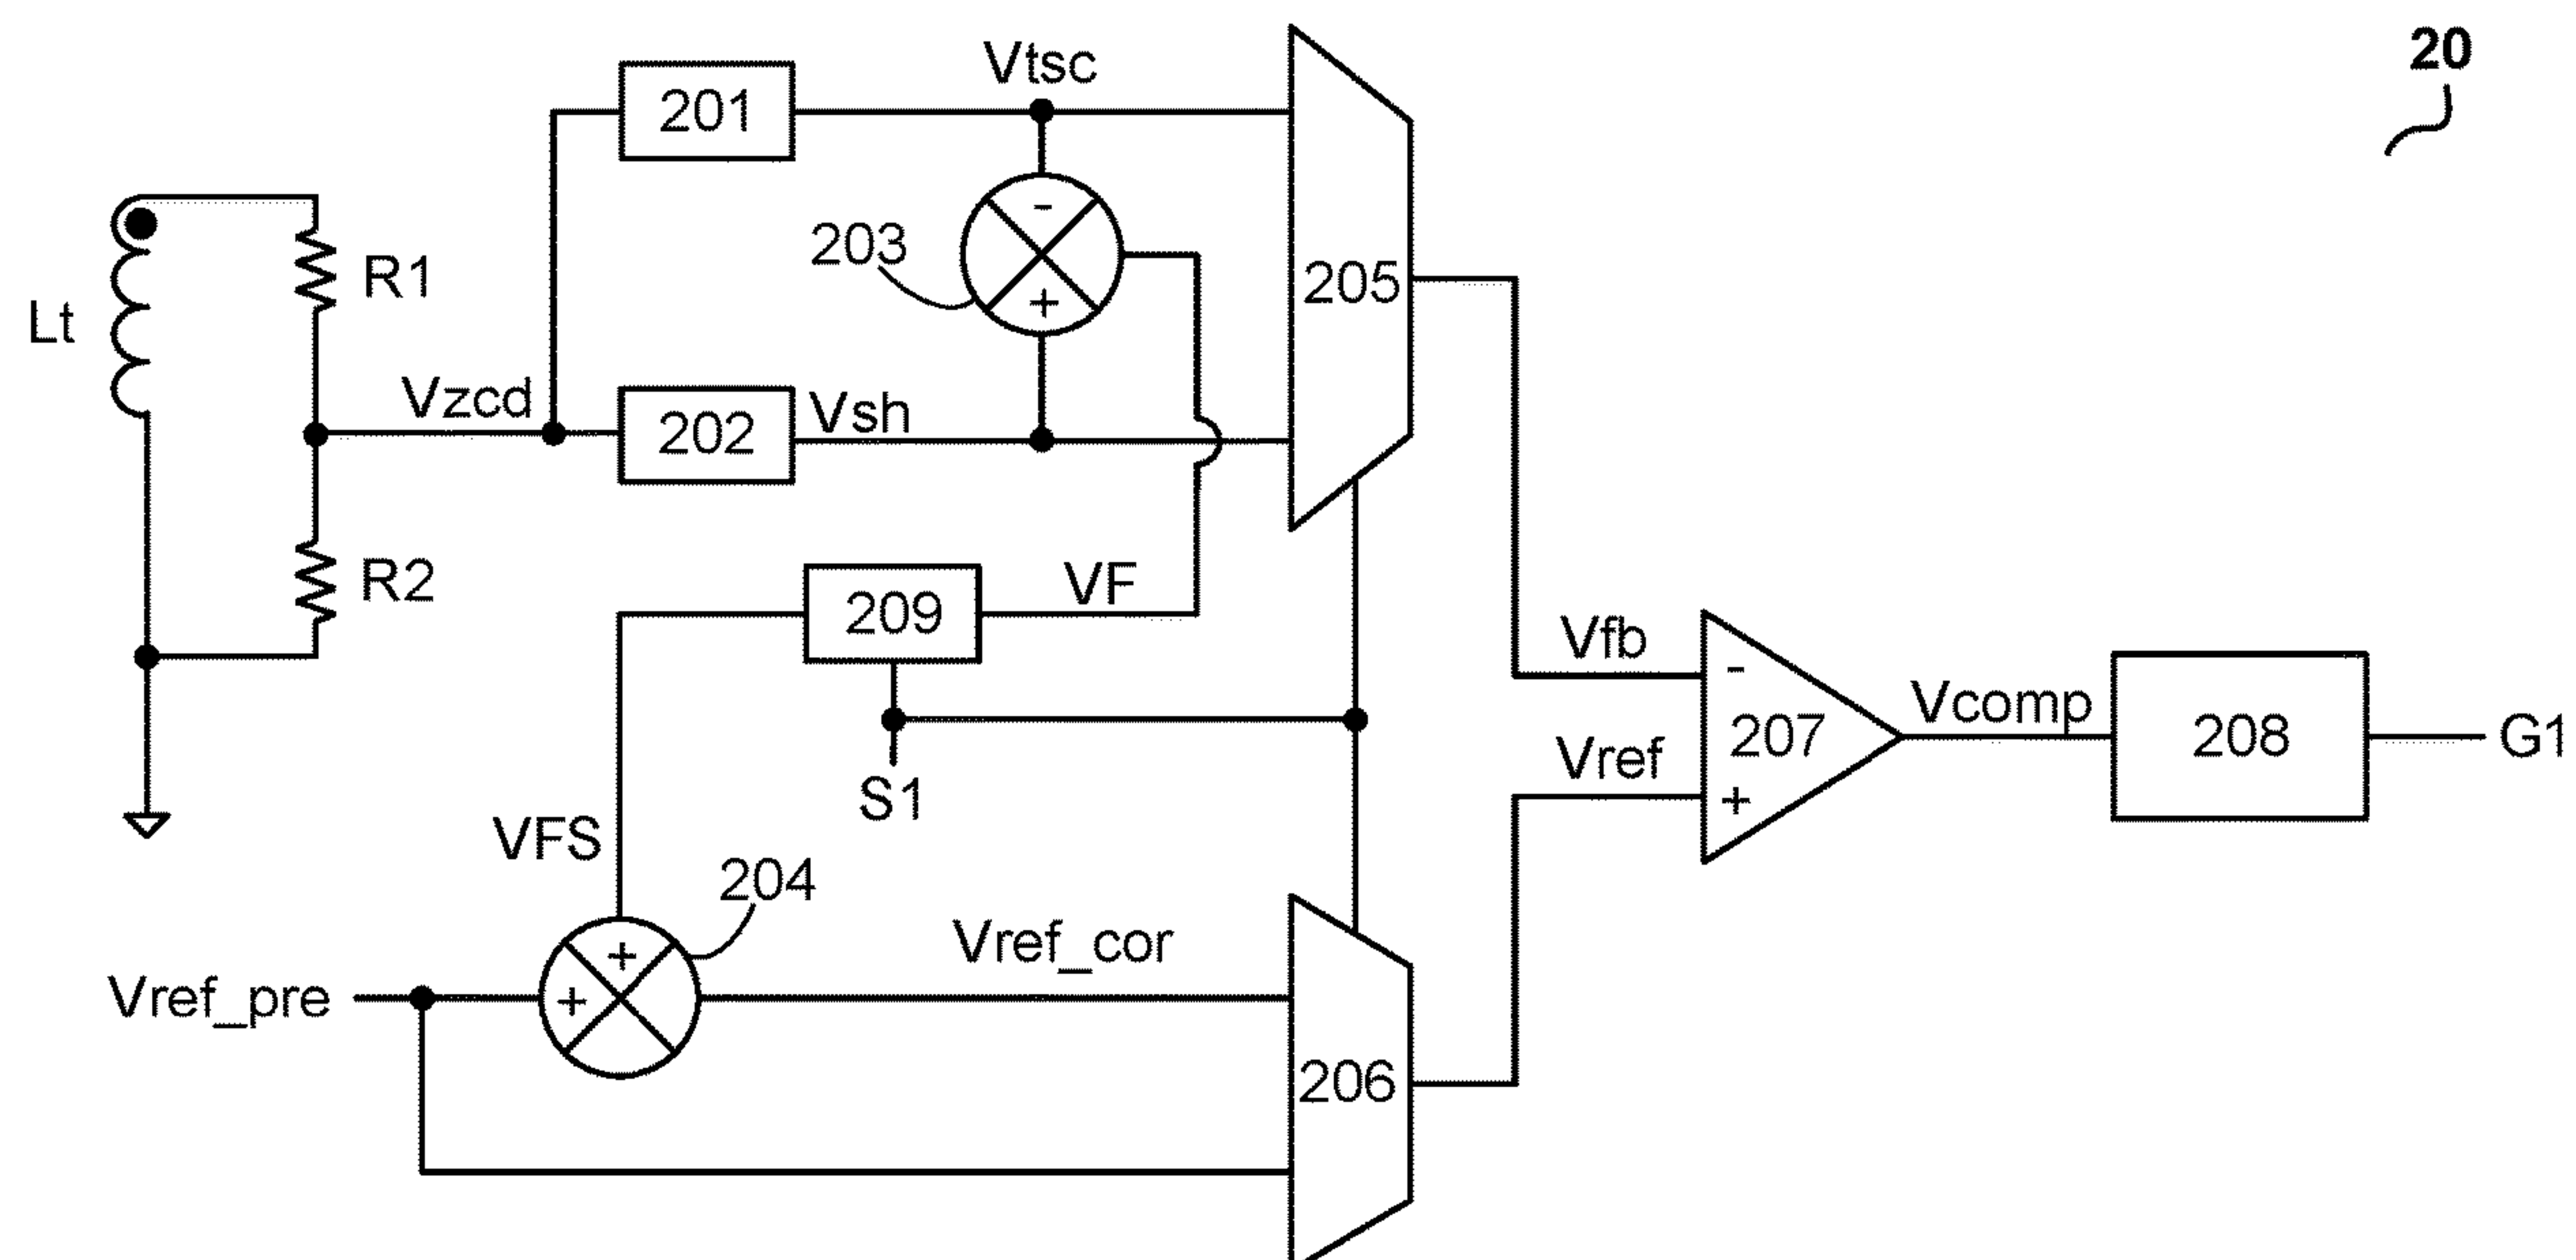 20
Vtsc
201
-
203
+
205
Lt
R1
Vzcd
202
Vsh
R2
209
VF
S1
VFS
204
Vfb
-
207
Vref
+
Vcomp
208
G1
Vref_pre
+
+
Vref_cor
206